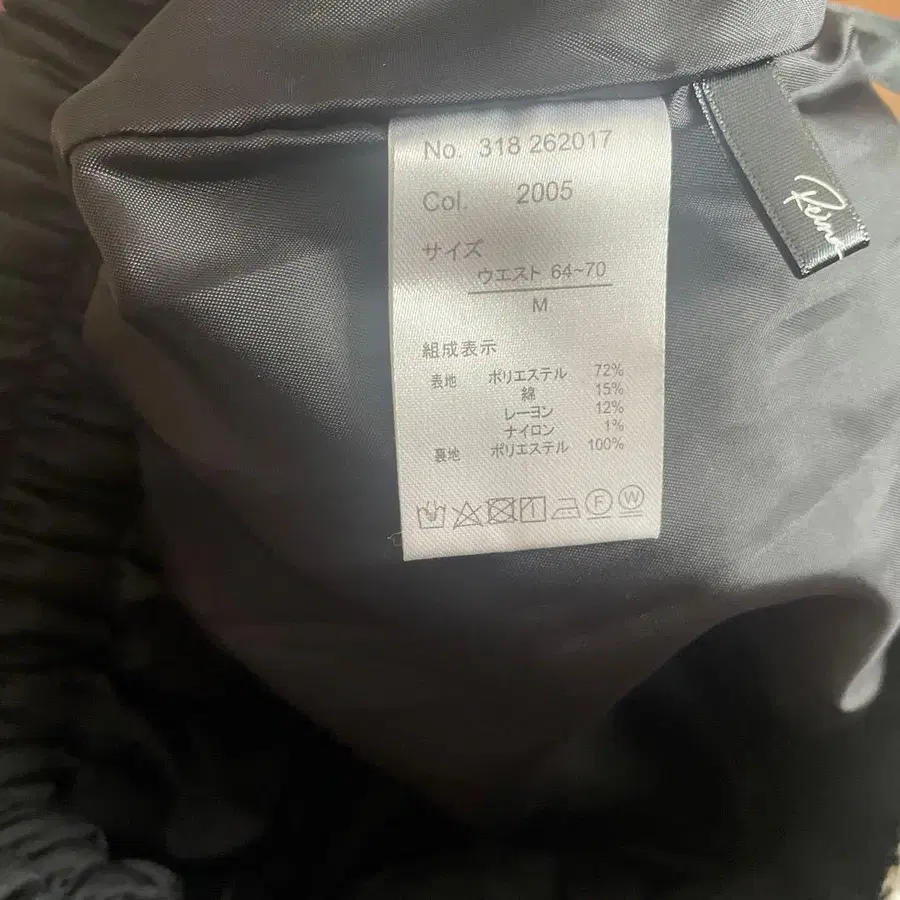 No. 318 262017
Col. 2005
サイズ
ウエスト 64~70
M
組成表示
表地 ポリエステル 72%
綿 15%
レーヨン 12%
ナイロン 1%
裏地 ポリエステル 100%
F W